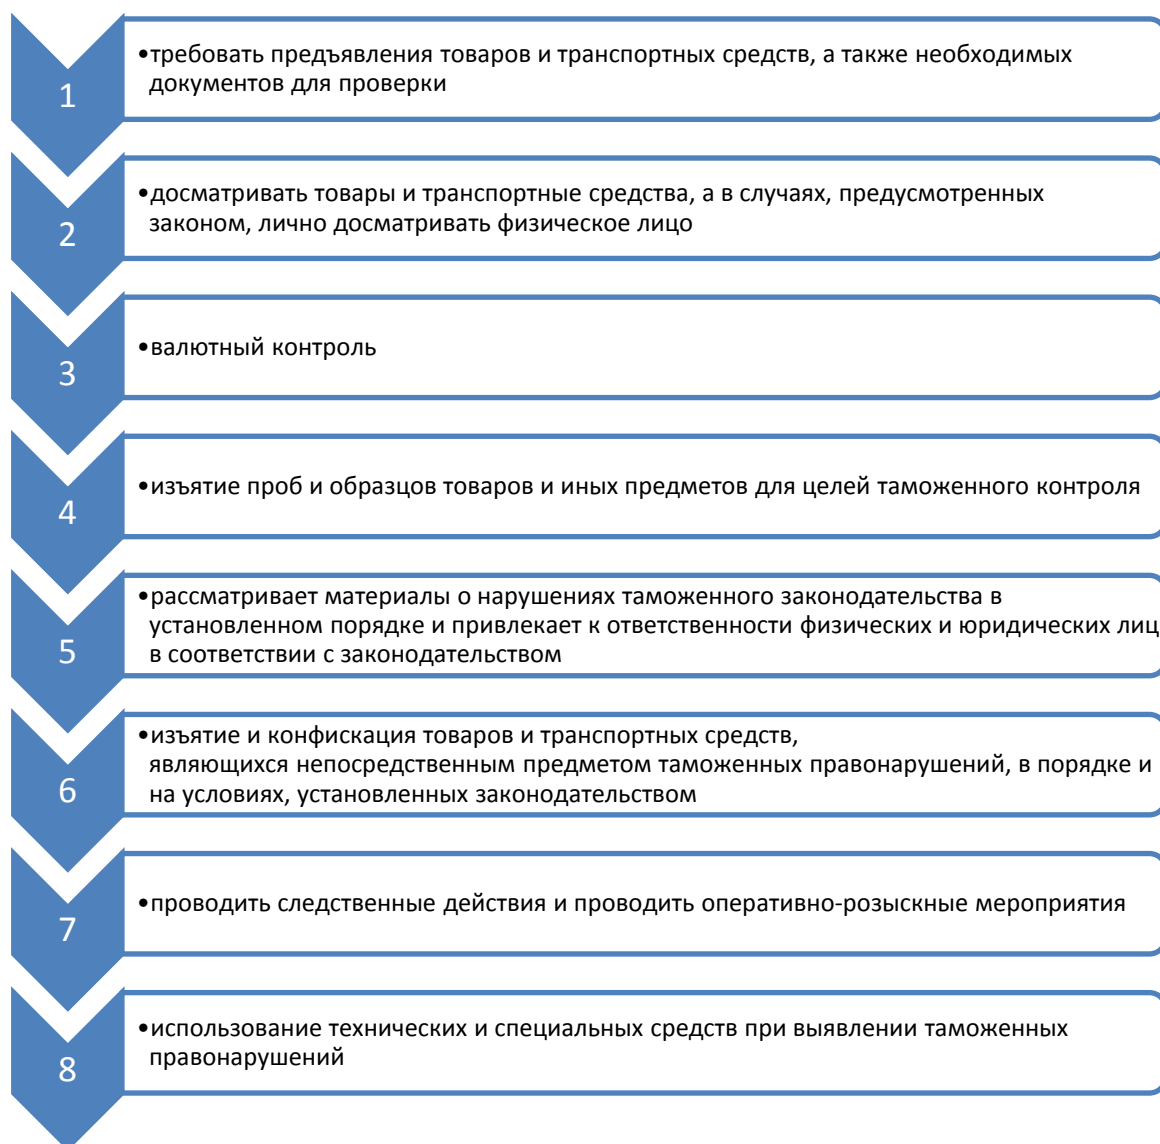 1
•требовать предъявления товаров и транспортных средств, а также необходимых
документов для проверки
2
•досматривать товары и транспортные средства, а в случаях, предусмотренных
законом, лично досматривать физическое лицо
3
•валютный контроль
4
•изъятие проб и образцов товаров и иных предметов для целей таможенного контроля
5
•рассматривает материалы о нарушениях таможенного законодательства в
установленном порядке и привлекает к ответственности физических и юридических лиц
в соответствии с законодательством
6
•изъятие и конфискация товаров и транспортных средств,
являющихся непосредственным предметом таможенных правонарушений, в порядке и
на условиях, установленных законодательством
7
•проводить следственные действия и проводить оперативно-розыскные мероприятия
8
•использование технических и специальных средств при выявлении таможенных
правонарушений